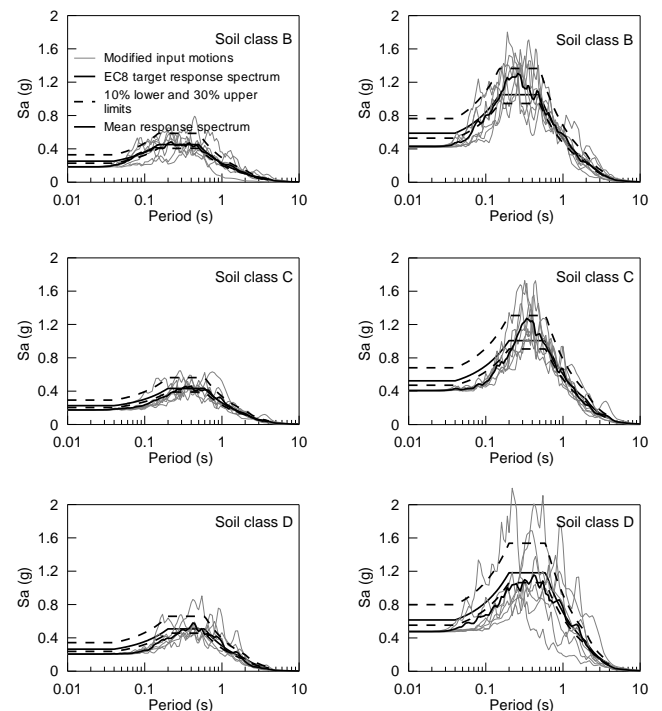 2
Soil class B
1.6
Modified input motions
EC8 target response spectrum
1.2
10% lower and 30% upper
limits
Sa (g)
0.8
Mean response spectrum
0.4
0
0.01 0.1 1 10
Period (s)
2
Soil class B
1.6
1.2
Sa (g)
0.8
0.4
0
0.01 0.1 1 10
Period (s)
2
Soil class C
1.6
1.2
Sa (g)
0.8
0.4
0
0.01 0.1 1 10
Period (s)
2
Soil class C
1.6
1.2
Sa (g)
0.8
0.4
0
0.01 0.1 1 10
Period (s)
2
Soil class D
1.6
1.2
Sa (g)
0.8
0.4
0
0.01 0.1 1 10
Period (s)
2
Soil class D
1.6
1.2
Sa (g)
0.8
0.4
0
0.01 0.1 1 10
Period (s)